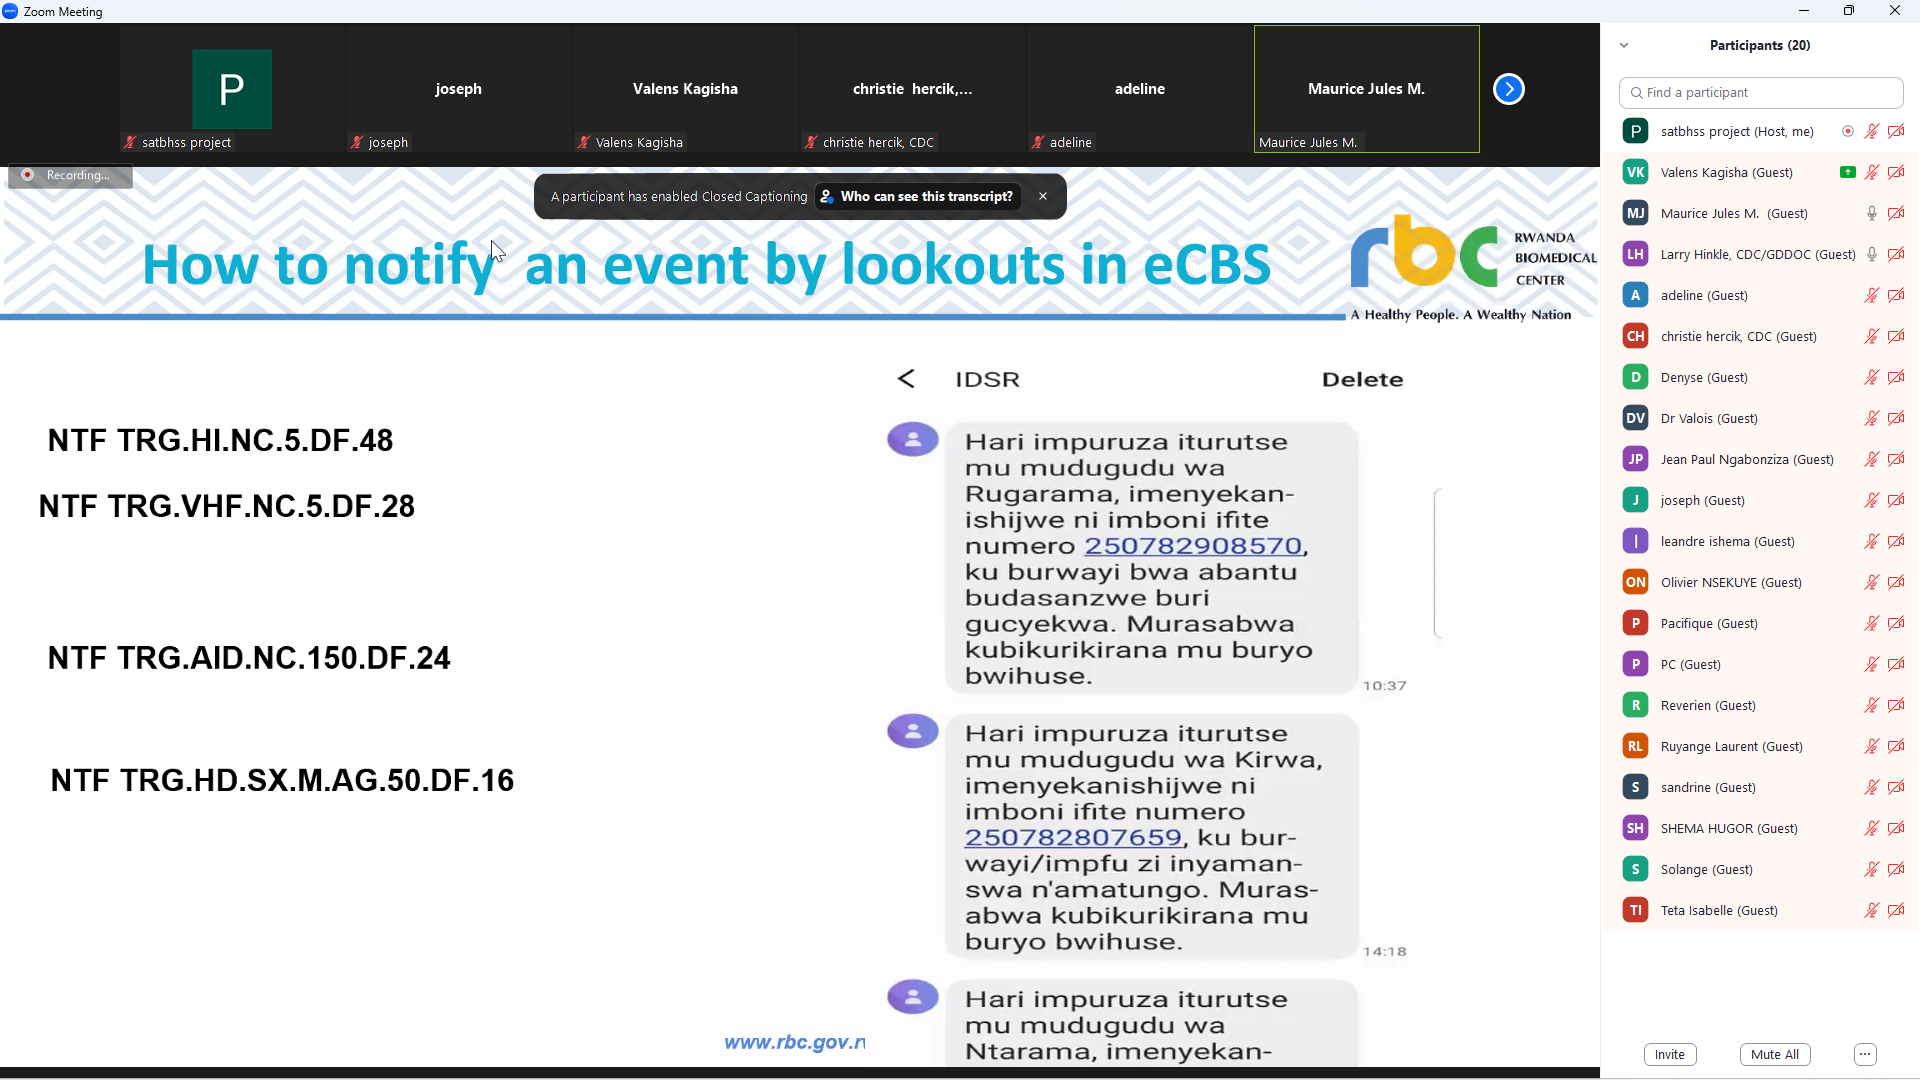 Zoom Meeting
P
joseph
Valens Kagisha
christie hercik,...
adeline
Maurice Jules M.
satbhss project
joseph
Valens Kagisha
christie hercik, CDC
adeline
Maurice Jules M.
Recording...
A participant has enabled Closed Captioning
Who can see this transcript?
How to notify an event by lookouts in eCBS
rbc
RWANDA
BIOMEDICAL
CENTER
A Healthy People. A Wealthy Nation
NTF TRG.HI.NC.5.DF.48
NTF TRG.VHF.NC.5.DF.28
NTF TRG.AID.NC.150.DF.24
NTF TRG.HD.SX.M.AG.50.DF.16
IDSR
Delete
Hari impuruza iturutse
mu mudugudu wa
Rugarama, imenyekan-
ishijwe ni imboni ifite
numero 250782908570,
ku burwayi bwa abantu
budasanzwe buri
gucyekwa. Murasabwa
kubikurikirana mu buryo
bwihuse.
10:37
Hari impuruza iturutse
mu mudugudu wa Kirwa,
imenyekanishijwe ni
imboni ifite numero
250782807659, ku bur-
wayi/impfu zi inyaman-
swa n'amatungo. Muras-
abwa kubikurikirana mu
buryo bwihuse.
14:18
Hari impuruza iturutse
mu mudugudu wa
Ntarama, imenyekan-
www.rbc.gov.r
Participants (20)
Find a participant
P satbhss project (Host, me)
VK Valens Kagisha (Guest)
MJ Maurice Jules M. (Guest)
LH Larry Hinkle, CDC/GDDOC (Guest)
A adeline (Guest)
CH christie hercik, CDC (Guest)
D Denyse (Guest)
DV Dr Valois (Guest)
JP Jean Paul Ngabonziza (Guest)
J joseph (Guest)
l leandre ishema (Guest)
ON Olivier NSEKUYE (Guest)
P Pacifique (Guest)
P PC (Guest)
R Reverien (Guest)
RL Ruyange Laurent (Guest)
S sandrine (Guest)
SH SHEMA HUGOR (Guest)
S Solange (Guest)
TI Teta Isabelle (Guest)
Invite
Mute All
...